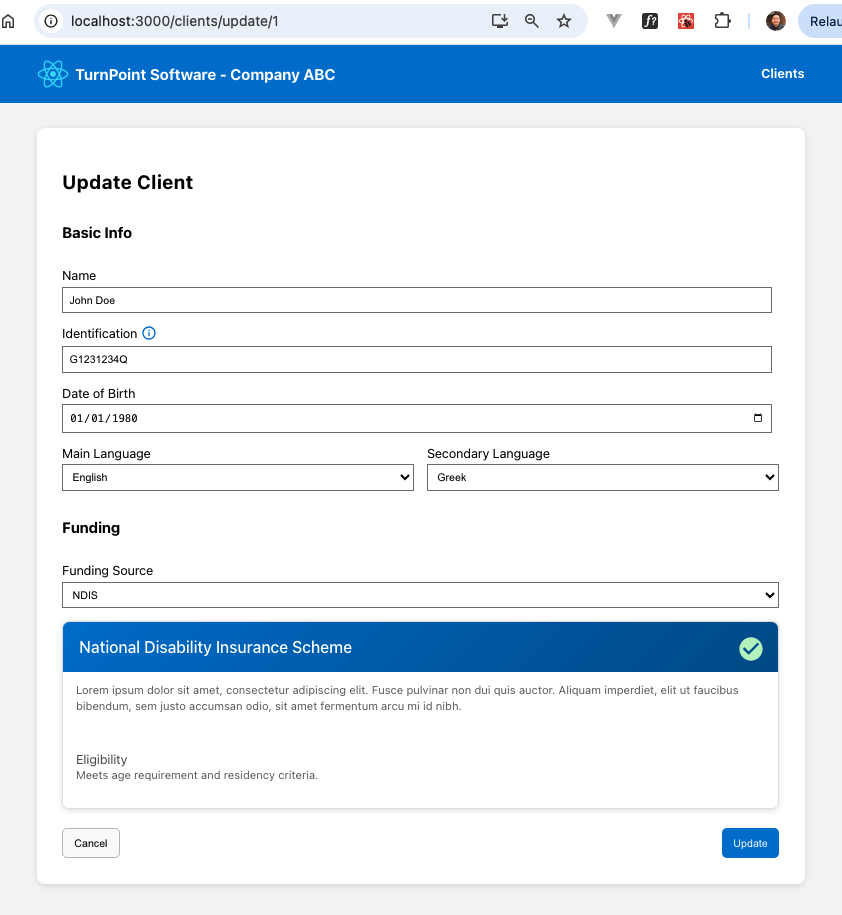 localhost:3000/clients/update/1
f?
Relau
TurnPoint Software - Company ABC
Clients
Update Client
Basic Info
Name
John Doe
Identification
G1231234Q
Date of Birth
01/01/1980
Main Language
Secondary Language
English
Greek
Funding
Funding Source
NDIS
National Disability Insurance Scheme
Lorem ipsum dolor sit amet, consectetur adipiscing elit. Fusce pulvinar non dui quis auctor. Aliquam imperdiet, elit ut faucibus
bibendum, sem justo accumsan odio, sit amet fermentum arcu mi id nibh.
Eligibility
Meets age requirement and residency criteria.
Cancel
Update